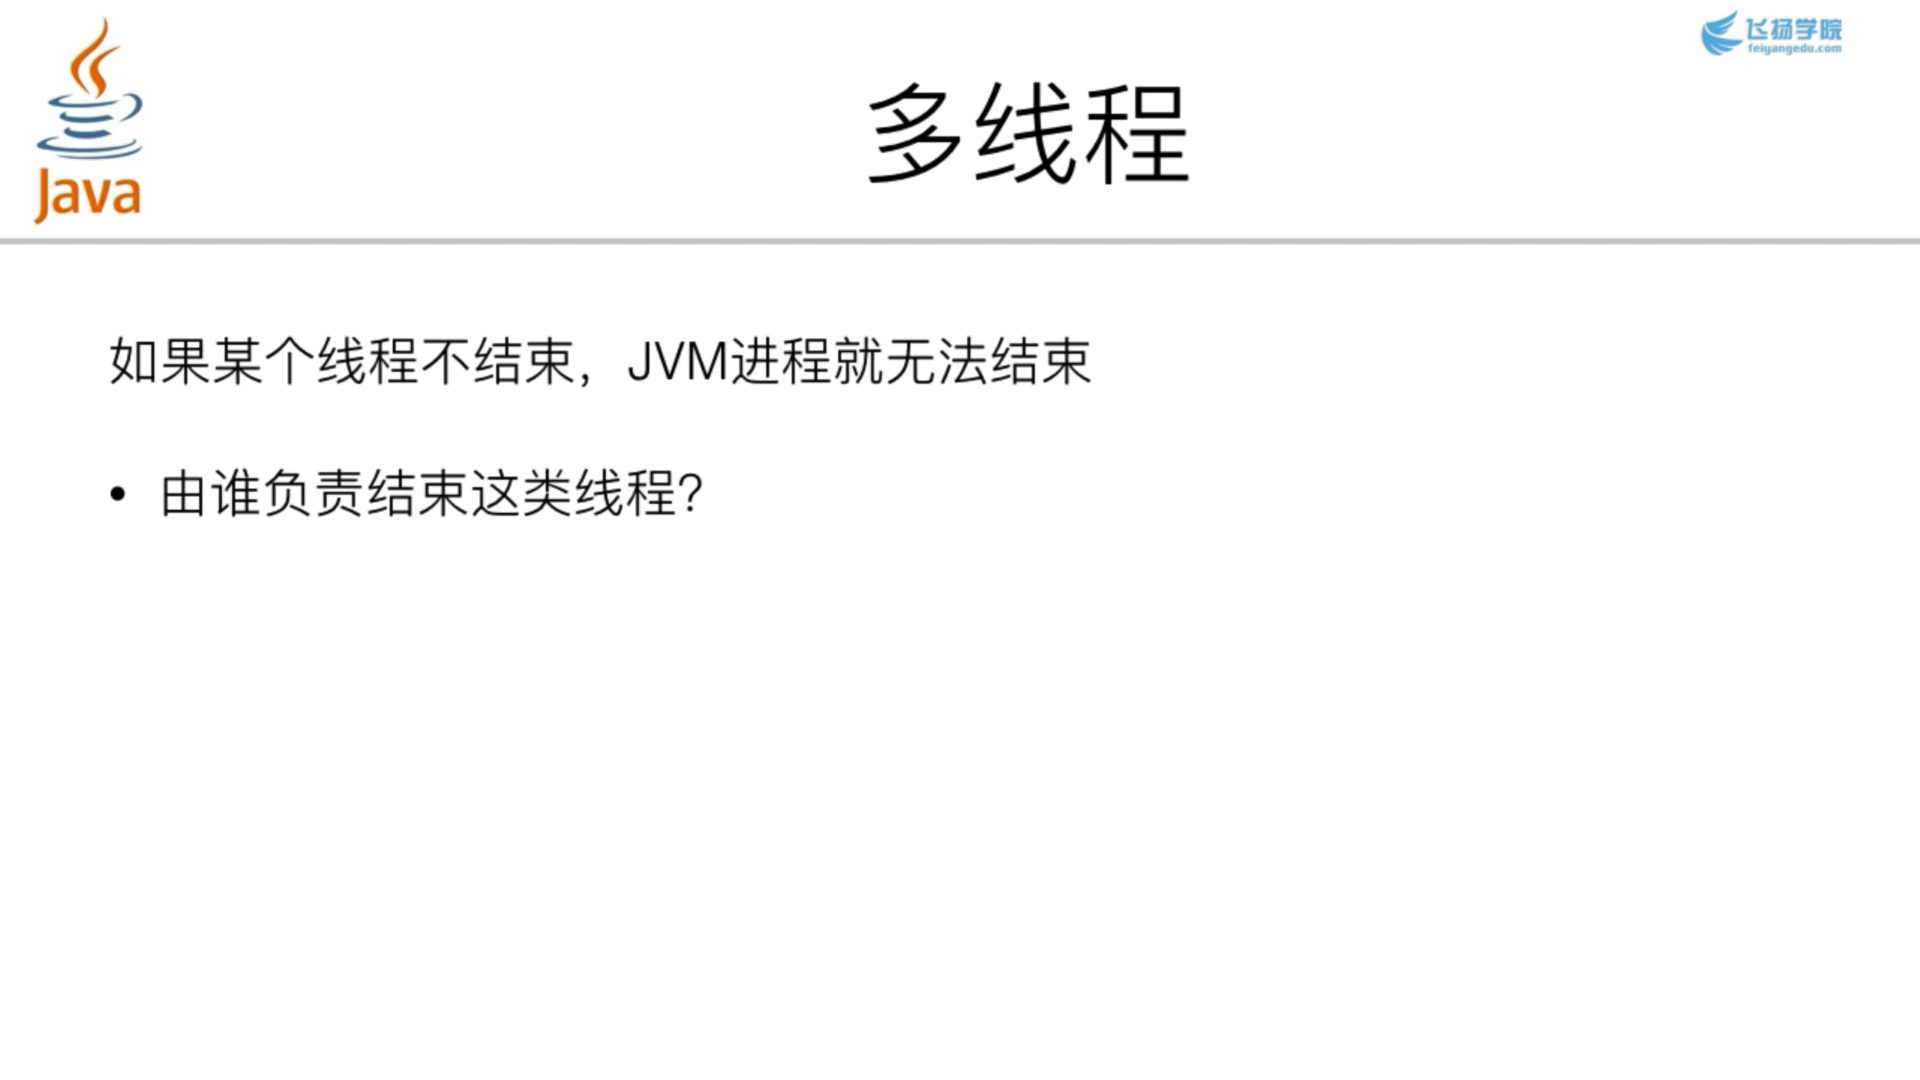 Java
飞扬学院
feiyangedu.com
多线程
如果某个线程不结束，JVM进程就无法结束
• 由谁负责结束这类线程？